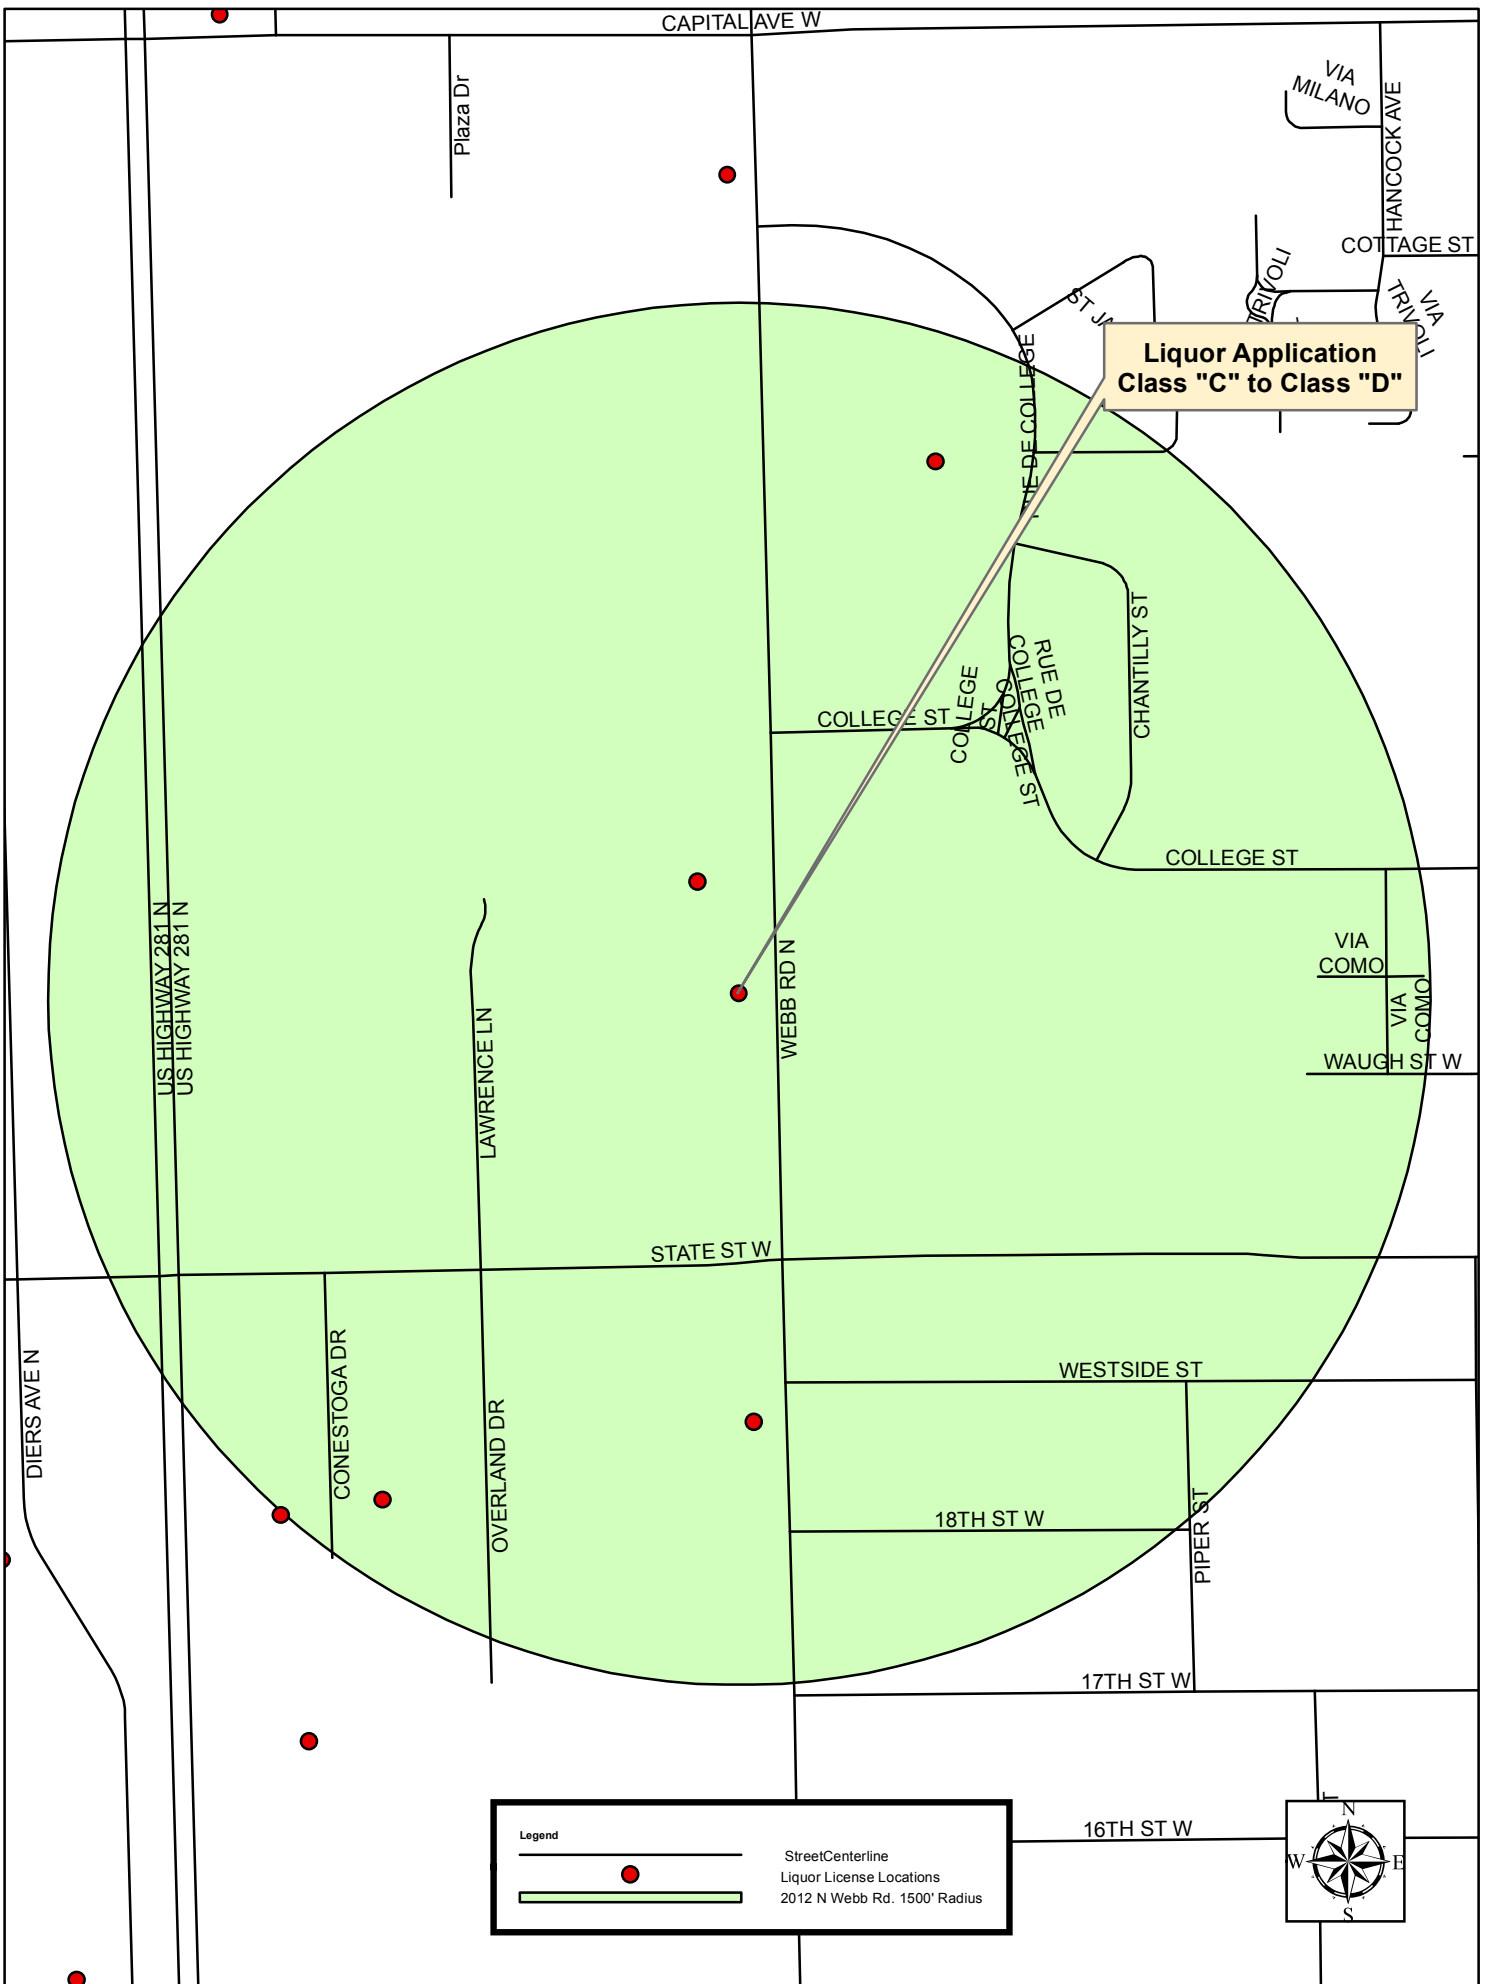 CAPITAL AVE W
Plaza Dr
VIA
MILANO
HANCOCK AVE
COTTAGE ST
TRIVOLI
VIA
TRIVOLI
Liquor Application
Class "C" to Class "D"
DE COLLEGE
RUE DE
COLLEGE
CHANTILLY ST
COLLEGE ST
COLLEGE
ST
COLLEGE ST
COLLEGE ST
US HIGHWAY 281 N
US HIGHWAY 281 N
LAWRENCE LN
WEBB RD N
VIA
COMO
VIA
COMO
WAUGH ST W
STATE ST W
DIERS AVE N
CONESTOGA DR
OVERLAND DR
WESTSIDE ST
18TH ST W
PIPER ST
17TH ST W
16TH ST W
Legend
StreetCenterline
Liquor License Locations
2012 N Webb Rd. 1500' Radius
N
W E
S